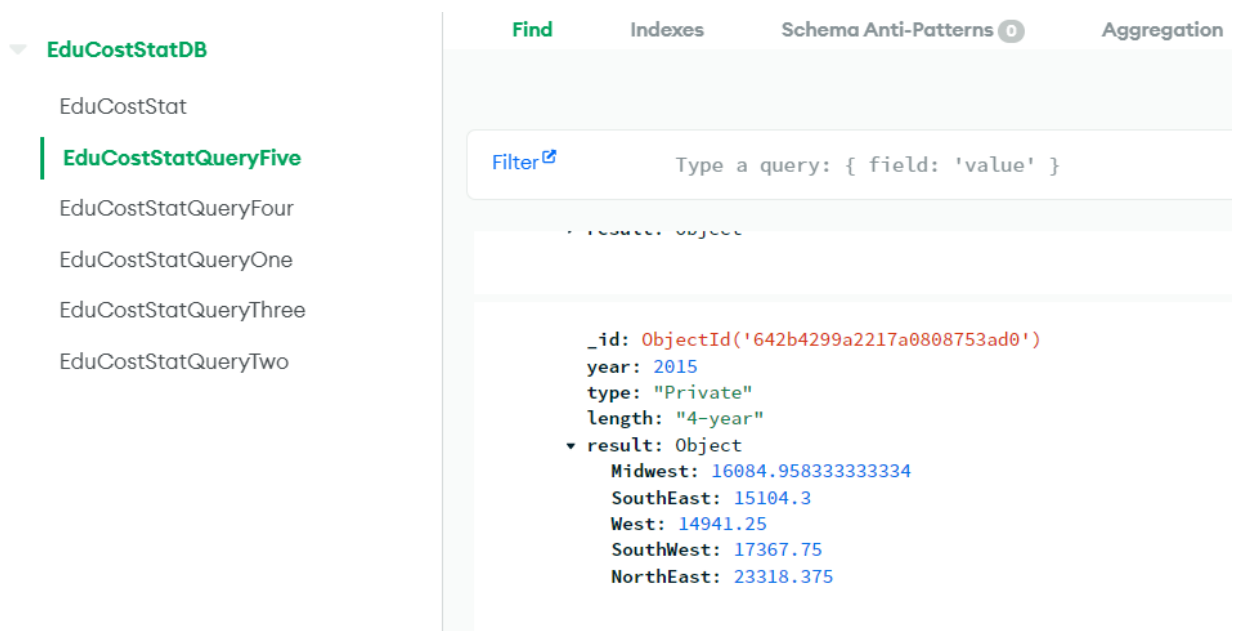 EduCostStatDB
EduCostStat
EduCostStatQueryFive
EduCostStatQueryFour
EduCostStatQueryOne
EduCostStatQueryThree
EduCostStatQueryTwo
Find Indexes Schema Anti-Patterns 0 Aggregation
Filter Type a query: { field: 'value' }
result: Object
_id: ObjectId('642b4299a2217a0808753ad0')
year: 2015
type: "Private"
length: "4-year"
result: Object
Midwest: 16084.958333333334
SouthEast: 15104.3
West: 14941.25
SouthWest: 17367.75
NorthEast: 23318.375